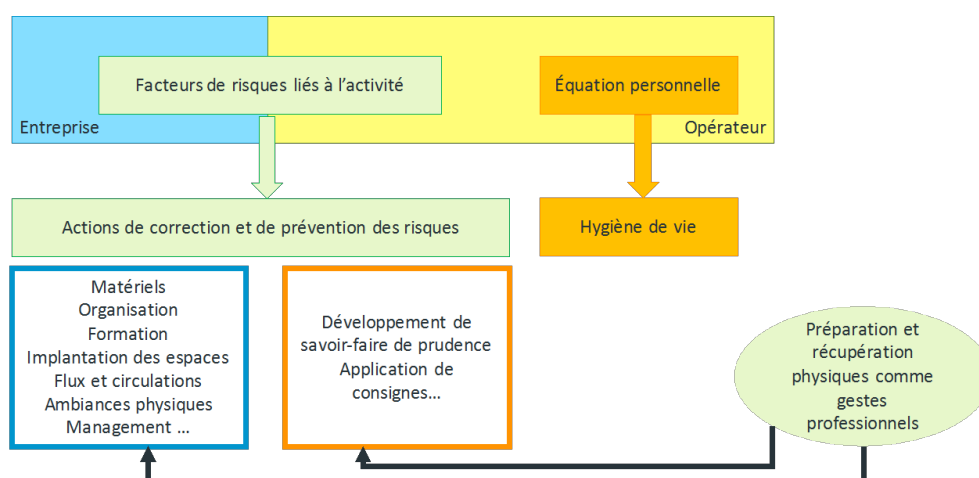 Facteurs de risques liés à l'activité
Équation personnelle
Entreprise
Opérateur
Actions de correction et de prévention des risques
Hygiène de vie
Matériels
Organisation
Formation
Implantation des espaces
Flux et circulations
Ambiances physiques
Management ...
Développement de
savoir-faire de prudence
Application de
consignes...
Préparation et
récupération
physiques comme
gestes
professionnels